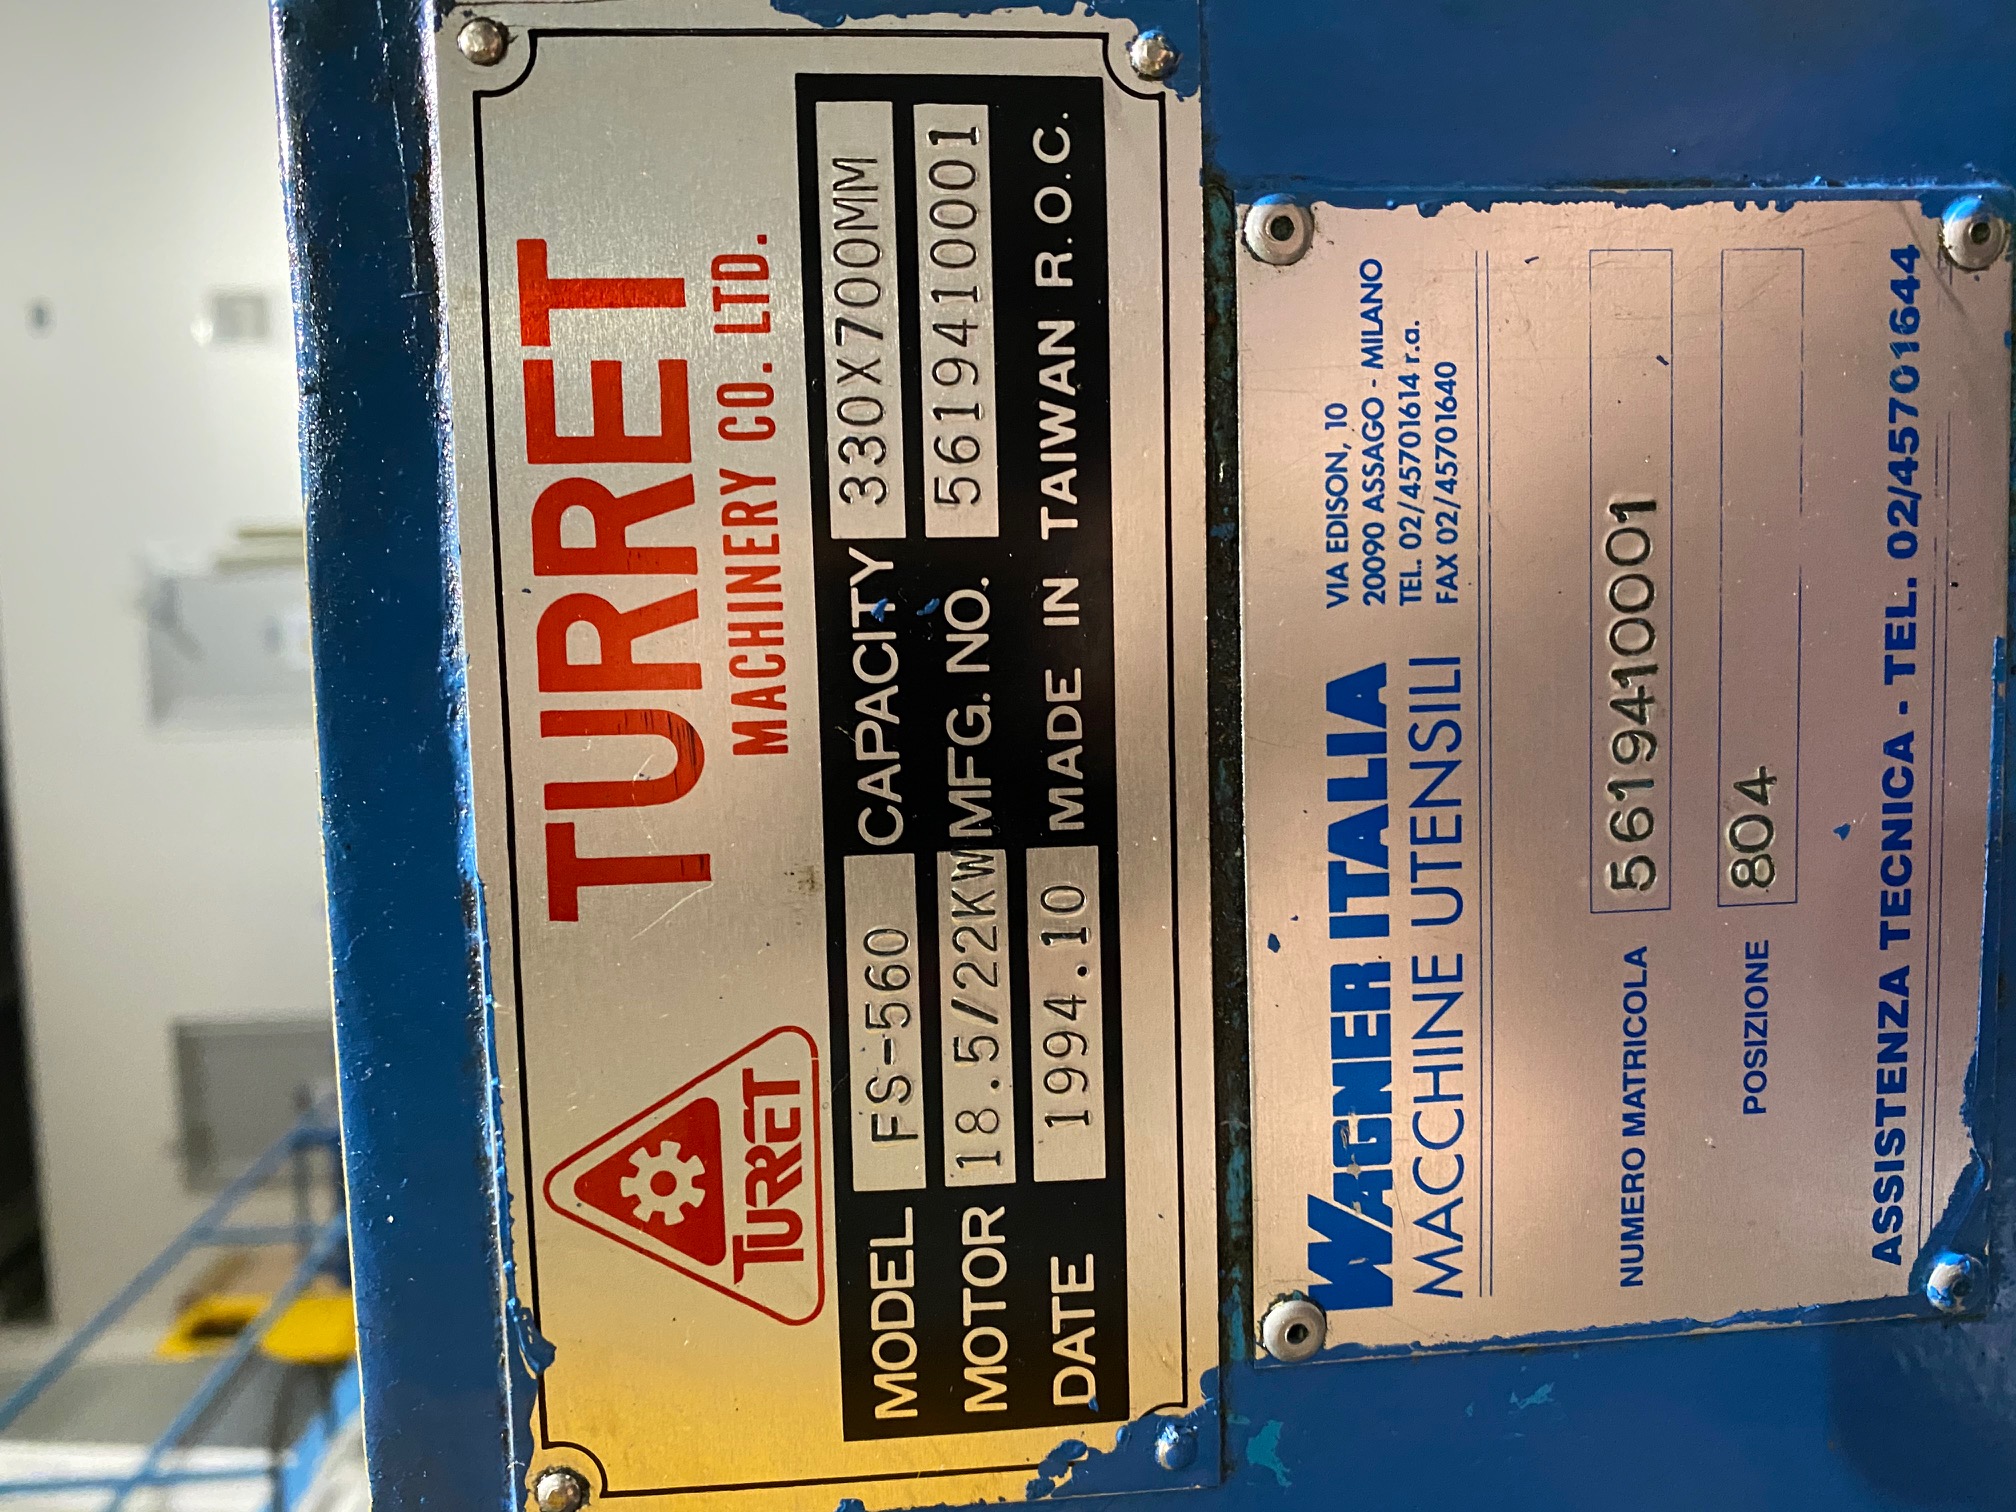 TURRET
TURRET
MACHINERY CO. LTD.
MODEL FS-560 CAPACITY 330X700MM
MOTOR 18.5/22KW MFG. NO. 5619410001
DATE 1994.10 MADE IN TAIWAN R.O.C.
WAGNER ITALIA
MACCHINE UTENSILI
VIA EDISON, 10
20090 ASSAGO - MILANO
TEL. 02/45701614 r.a.
FAX 02/45701640
NUMERO MATRICOLA 5619410001
POSIZIONE 804
ASSISTENZA TECNICA - TEL. 02/45701644